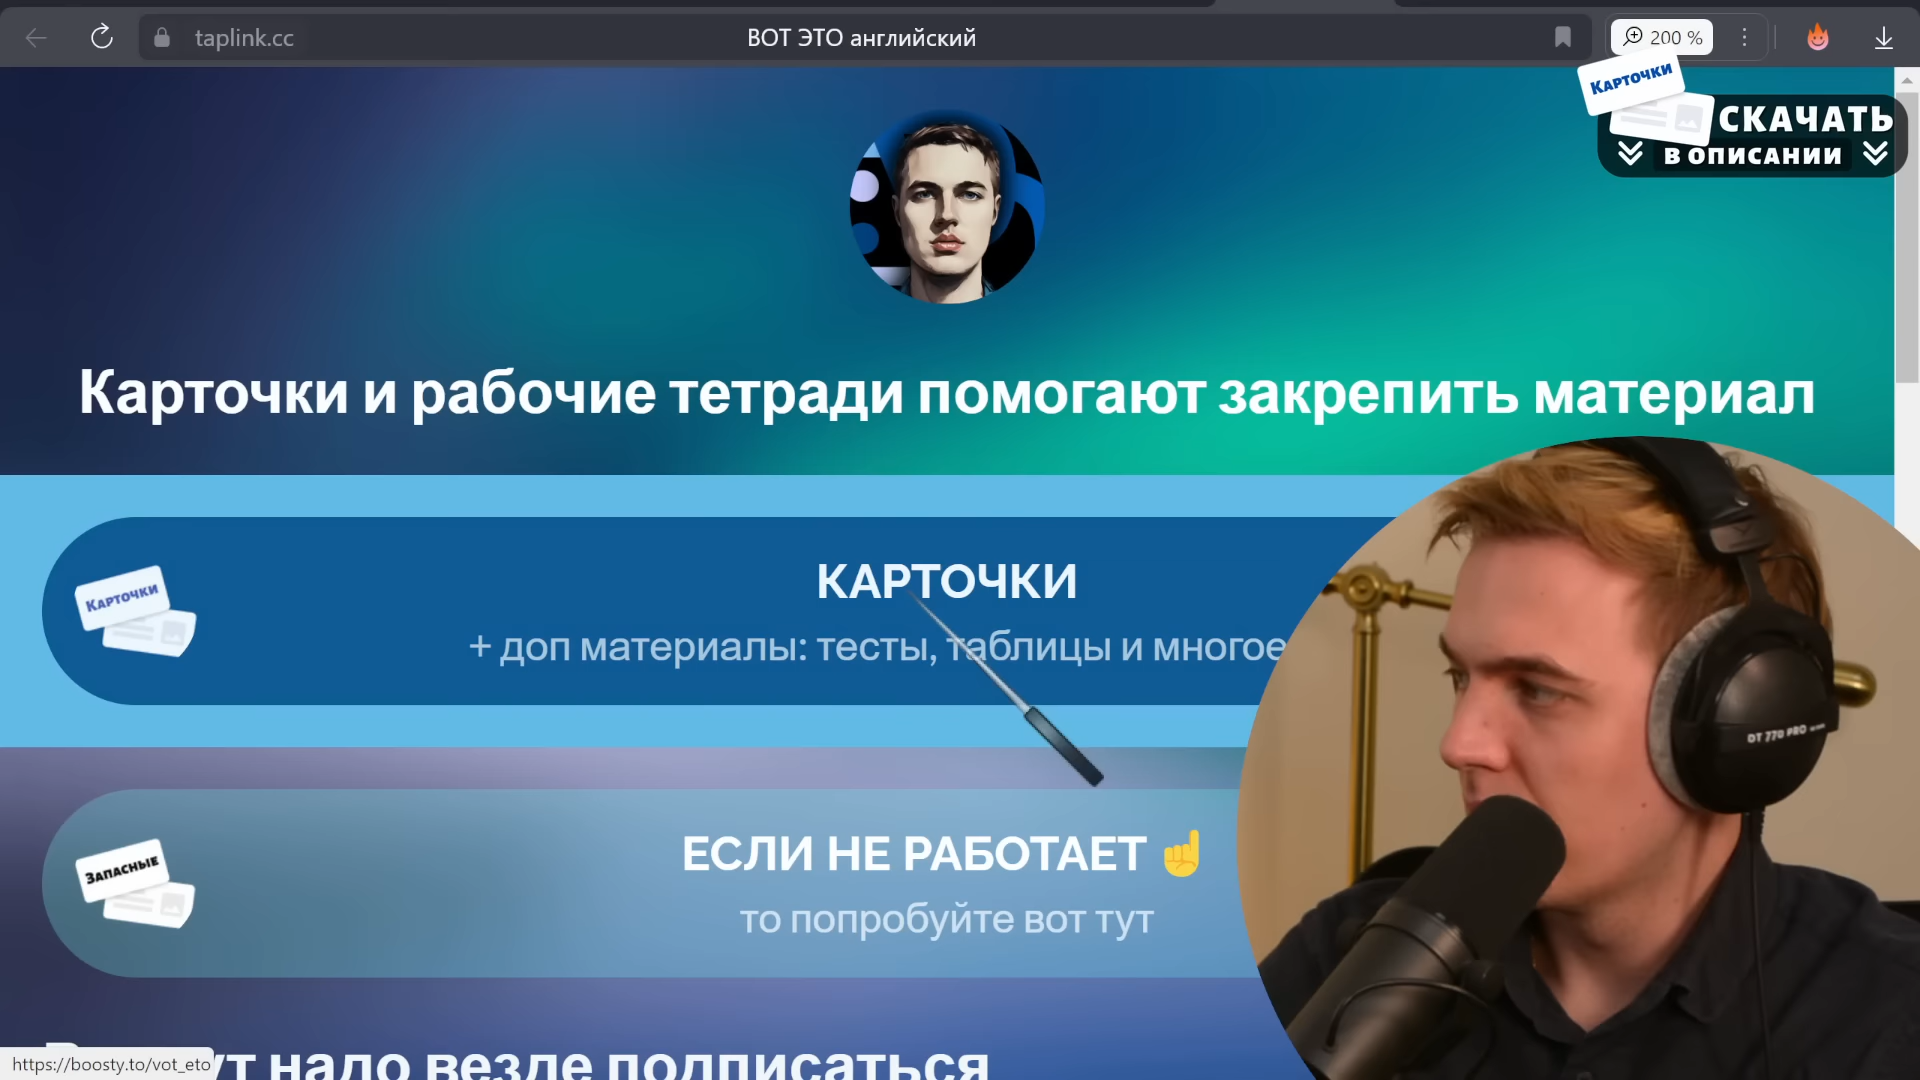 taplink.cc
ВОТ ЭТО английский
200 %
Карточки
СКАЧАТЬ
В ОПИСАНИИ
Карточки и рабочие тетради помогают закрепить материал
Карточки
КАРТОЧКИ
+ доп материалы: тесты, таблицы и многое
DT 770 PRO
Запасные
ЕСЛИ НЕ РАБОТАЕТ ☝
то попробуйте вот тут
ут надо везде подписаться
https://boosty.to/vot_eto